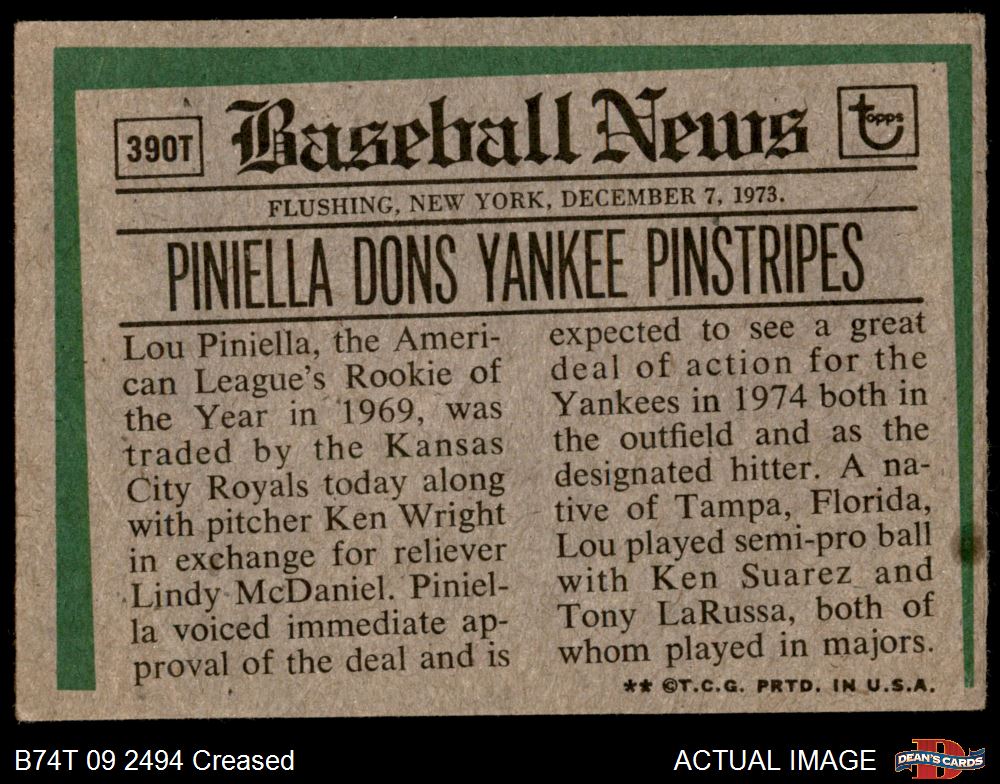 390T
Baseball News
topps
FLUSHING, NEW YORK, DECEMBER 7, 1973.
PINIELLA DONS YANKEE PINSTRIPES
Lou Piniella, the Ameri-
can League's Rookie of
the Year in 1969, was
traded by the Kansas
City Royals today along
with pitcher Ken Wright
in exchange for reliever
Lindy McDaniel. Piniel-
la voiced immediate ap-
proval of the deal and is
expected to see a great
deal of action for the
Yankees in 1974 both in
the outfield and as the
designated hitter. A na-
tive of Tampa, Florida,
Lou played semi-pro ball
with Ken Suarez and
Tony LaRussa, both of
whom played in majors.
** ©T.C.G. PRTD. IN U.S.A.
B74T 09 2494 Creased
ACTUAL IMAGE
D
DEAN'S CARDS